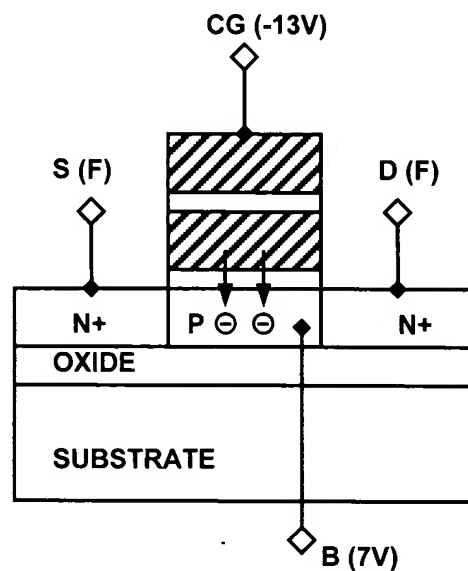 CG (-13V)
S (F)
D (F)
N+
P ⊖ ⊖
N+
OXIDE
SUBSTRATE
B (7V)